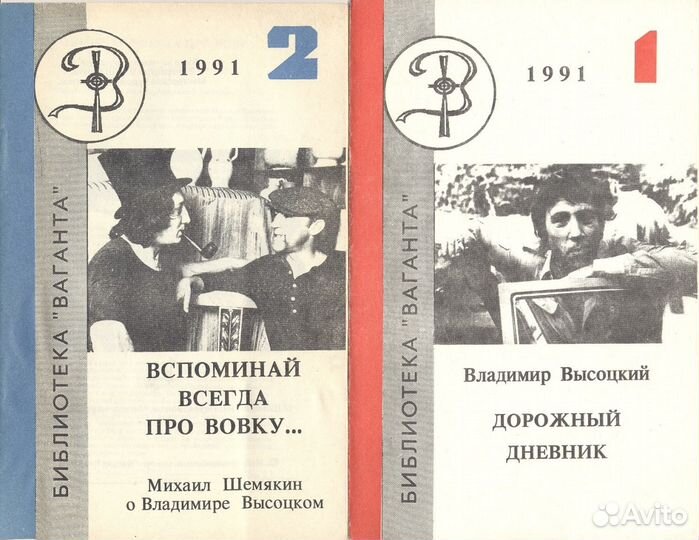 1991 2
БИБЛИОТЕКА "ВАГАНТА"
ВСПОМИНАЙ
ВСЕГДА
ПРО ВОВКУ...
Михаил Шемякин
о Владимире Высоцком
1991 1
БИБЛИОТЕКА "ВАГАНТА"
Владимир Высоцкий
ДОРОЖНЫЙ
ДНЕВНИК
Avito